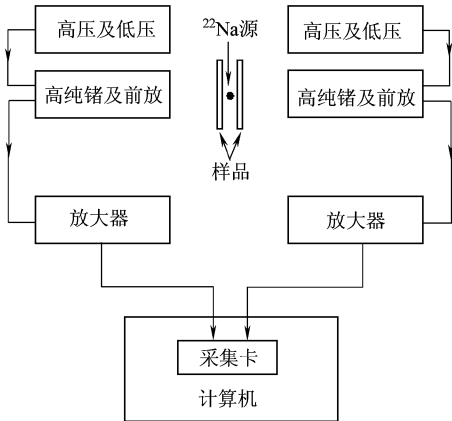 高压及低压
²²Na源
高压及低压
高纯锗及前放
高纯锗及前放
样品
放大器
放大器
采集卡
计算机